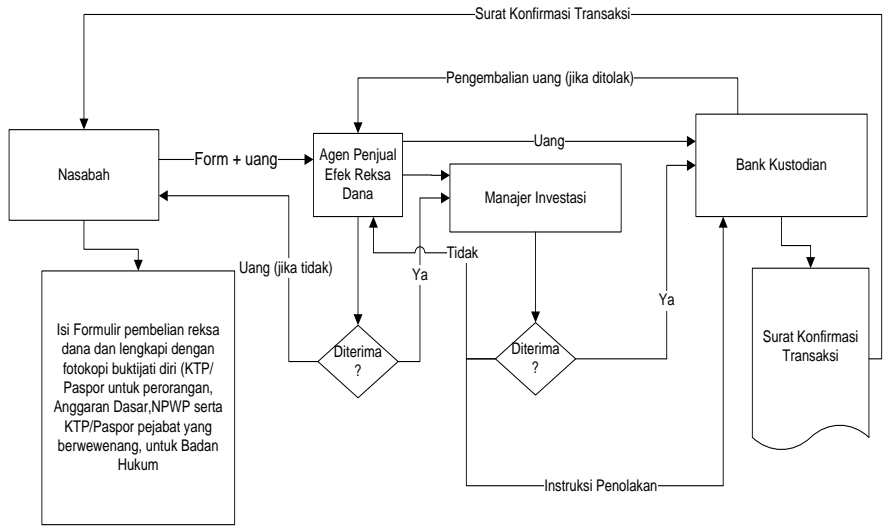 Surat Konfirmasi Transaksi
Pengembalian uang (jika ditolak)
Nasabah
Form + uang
Agen Penjual
Efek Reksa
Dana
Uang
Manajer Investasi
Bank Kustodian
Uang (jika tidak)
Ya
Tidak
Ya
Isi Formulir pembelian reksa
dana dan lengkapi dengan
fotokopi buktijati diri (KTP/
Paspor untuk perorangan,
Anggaran Dasar,NPWP serta
KTP/Paspor pejabat yang
berwewenang, untuk Badan
Hukum
Diterima
?
Diterima
?
Surat Konfirmasi
Transaksi
Instruksi Penolakan